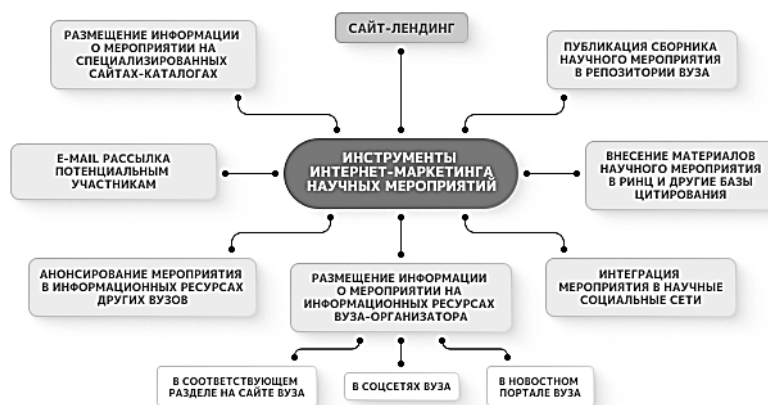 РАЗМЕЩЕНИЕ ИНФОРМАЦИИ
О МЕРОПРИЯТИИ НА
СПЕЦИАЛИЗИРОВАННЫХ
САЙТАХ-КАТАЛОГАХ
САЙТ-ЛЕНДИНГ
ПУБЛИКАЦИЯ СБОРНИКА
НАУЧНОГО МЕРОПРИЯТИЯ
В РЕПОЗИТОРИИ ВУЗА
E-MAIL РАССЫЛКА
ПОТЕНЦИАЛЬНЫМ
УЧАСТНИКАМ
ИНСТРУМЕНТЫ
ИНТЕРНЕТ-МАРКЕТИНГА
НАУЧНЫХ МЕРОПРИЯТИЙ
ВНЕСЕНИЕ МАТЕРИАЛОВ
НАУЧНОГО МЕРОПРИЯТИЯ
В РИНЦ И ДРУГИЕ БАЗЫ
ЦИТИРОВАНИЯ
АНОНСИРОВАНИЕ МЕРОПРИЯТИЯ
В ИНФОРМАЦИОННЫХ РЕСУРСАХ
ДРУГИХ ВУЗОВ
РАЗМЕЩЕНИЕ ИНФОРМАЦИИ
О МЕРОПРИЯТИИ НА
ИНФОРМАЦИОННЫХ РЕСУРСАХ
ВУЗА-ОРГАНИЗАТОРА
ИНТЕГРАЦИЯ
МЕРОПРИЯТИЯ В НАУЧНЫЕ
СОЦИАЛЬНЫЕ СЕТИ
В СООТВЕТСТВУЮЩЕМ
РАЗДЕЛЕ НА САЙТЕ ВУЗА
В СОЦСЕТЯХ ВУЗА
В НОВОСТНОМ
ПОРТАЛЕ ВУЗА